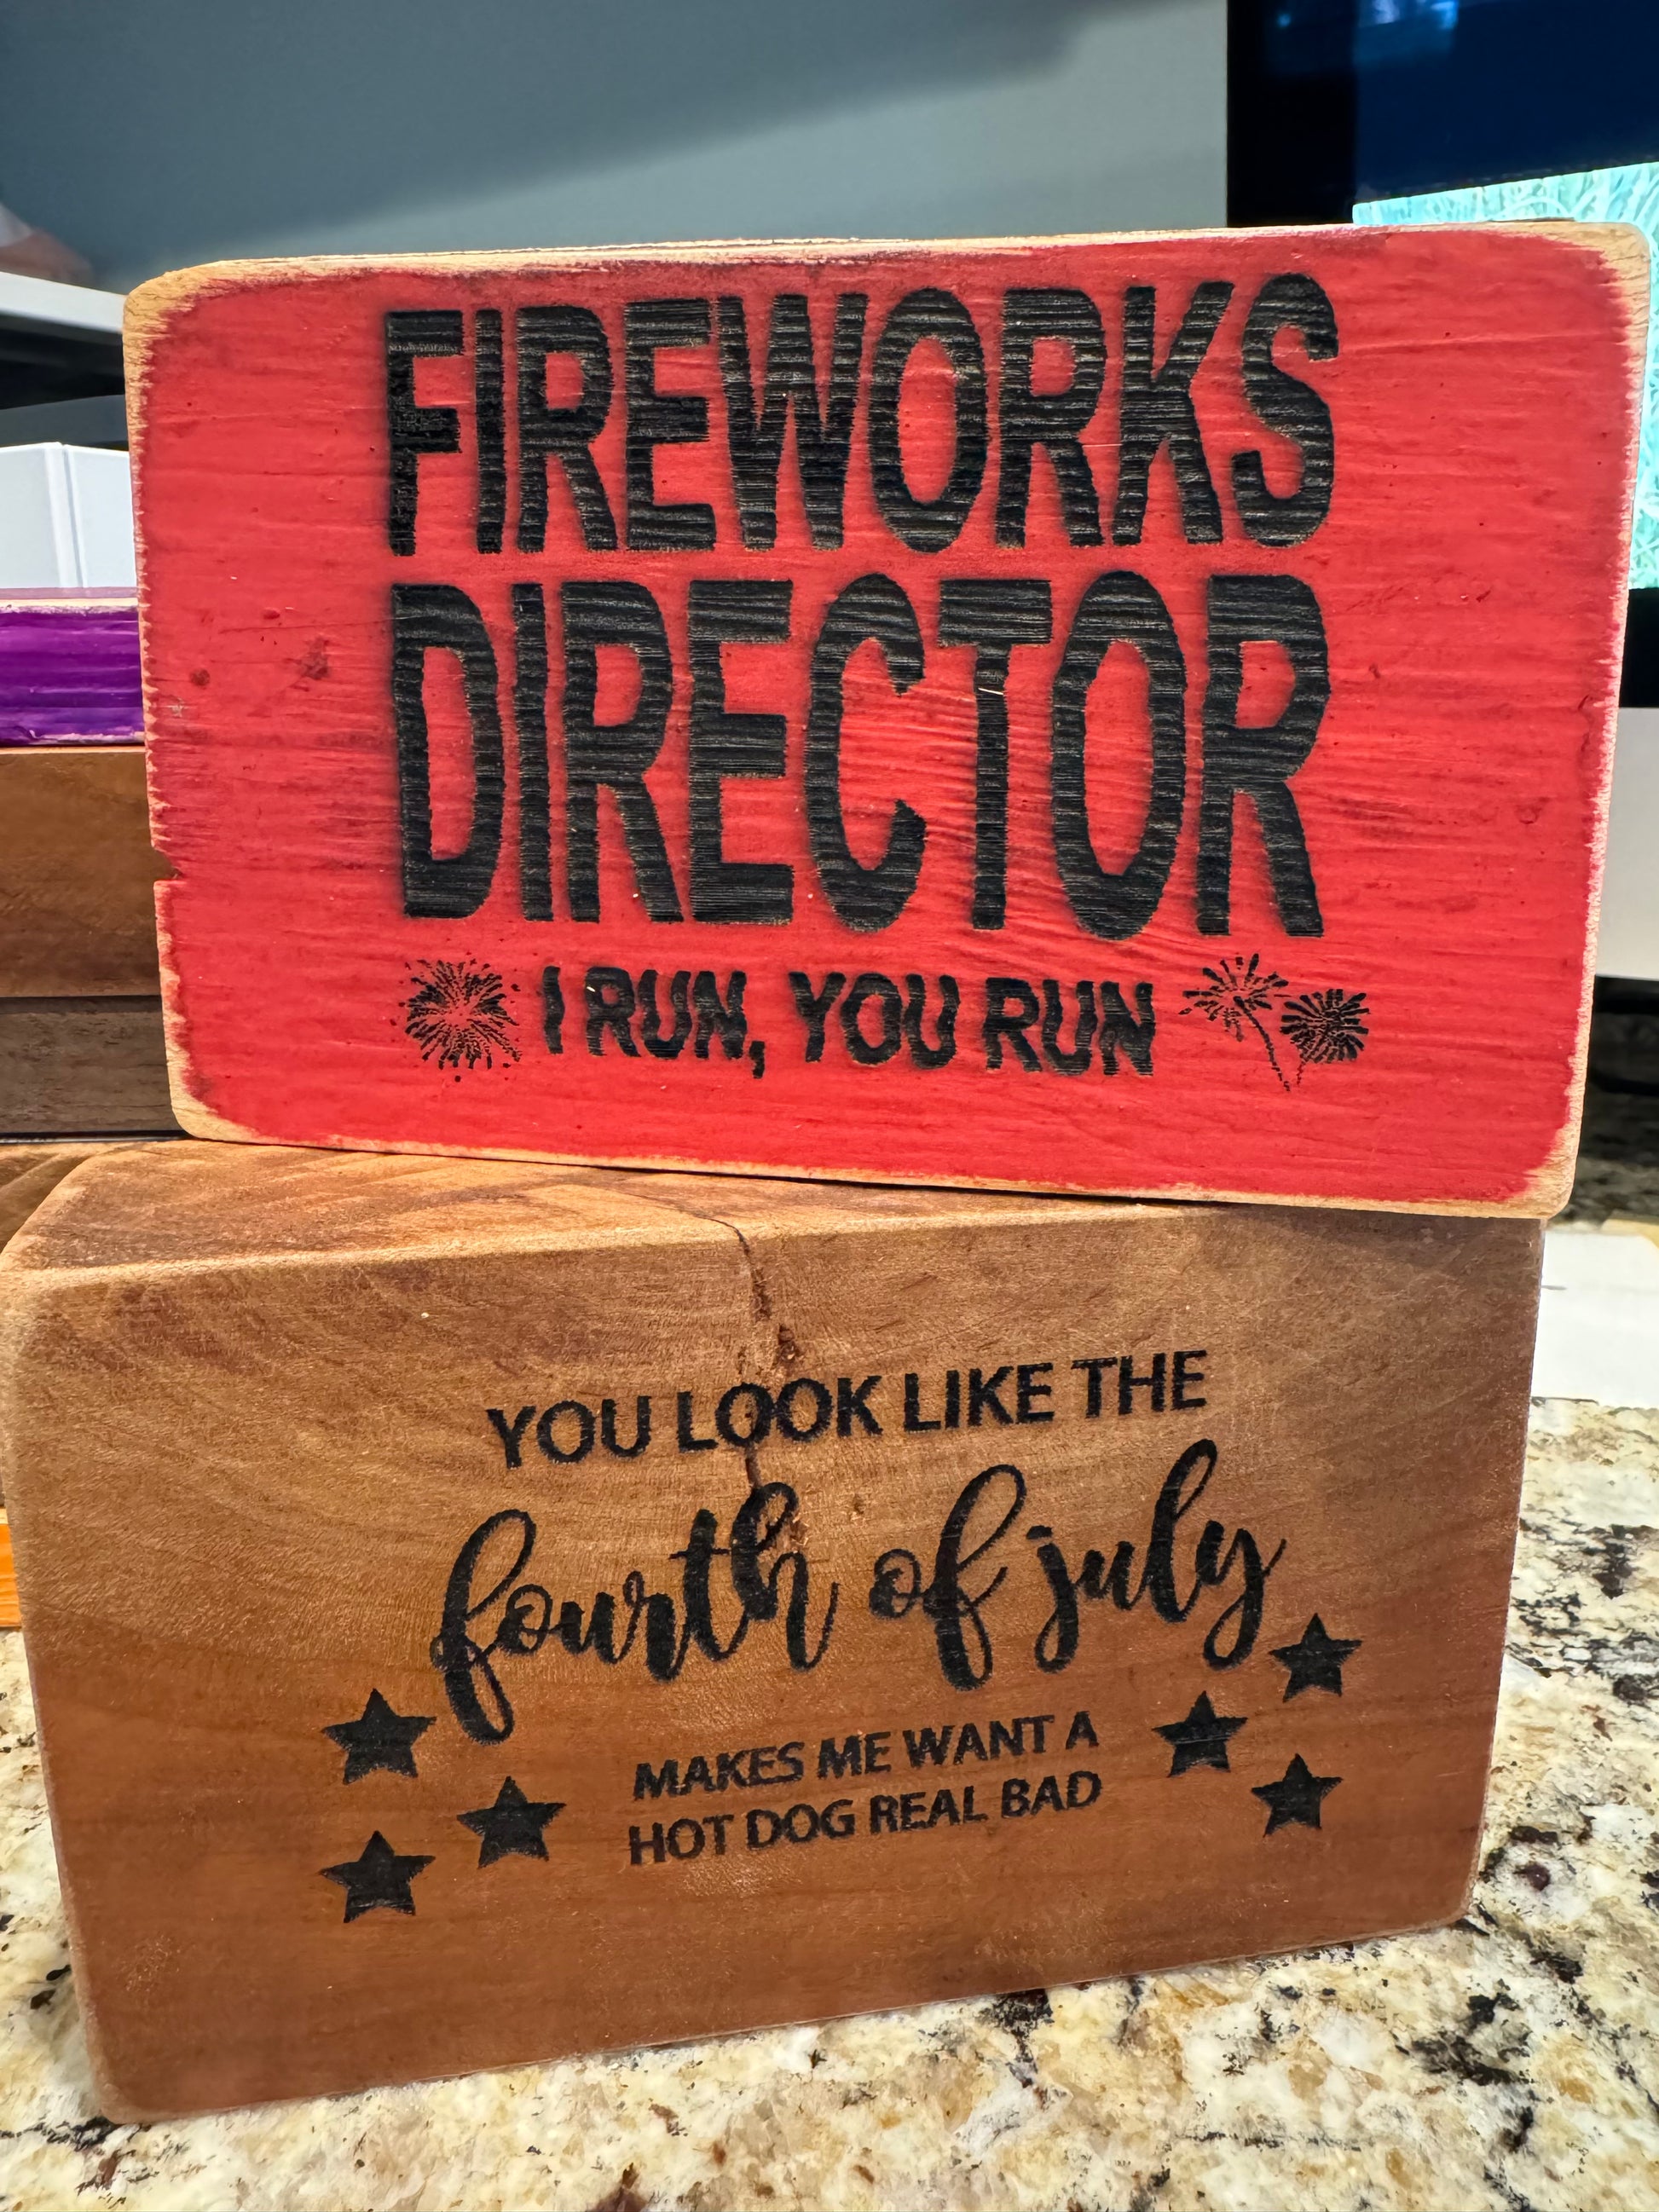 FIREWORKS
DIRECTOR
I RUN, YOU RUN
YOU LOOK LIKE THE
fourth of july
MAKES ME WANT A
HOT DOG REAL BAD